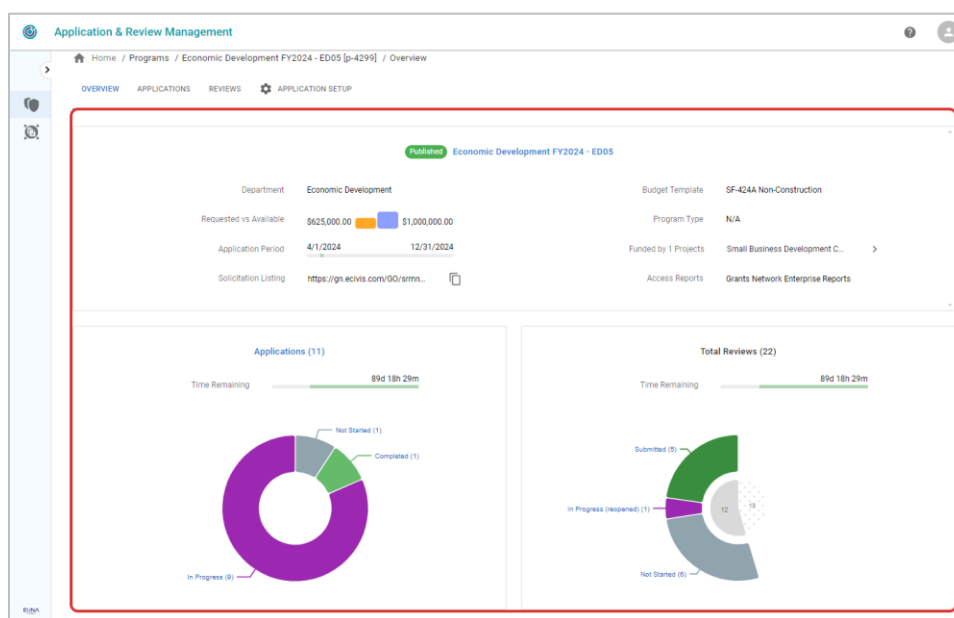 Application & Review Management
Home / Programs / Economic Development FY2024 - ED05 [p-4299] / Overview
OVERVIEW APPLICATIONS REVIEWS APPLICATION SETUP
Published Economic Development FY2024 - ED05
Department Economic Development
Budget Template SF-424A Non-Construction
Requested vs Available $625,000.00 $1,000,000.00
Program Type N/A
Application Period 4/1/2024 12/31/2024
Funded by 1 Projects Small Business Development C...
Solicitation Listing https://gn.ecivis.com/GO/srmn...
Access Reports Grants Network Enterprise Reports
Applications (11)
Time Remaining 89d 18h 29m
Not Started (1)
Completed (1)
In Progress (9)
Total Reviews (22)
Time Remaining 89d 18h 29m
Submitted (5)
In Progress (reopened) (1)
12
Not Started (6)